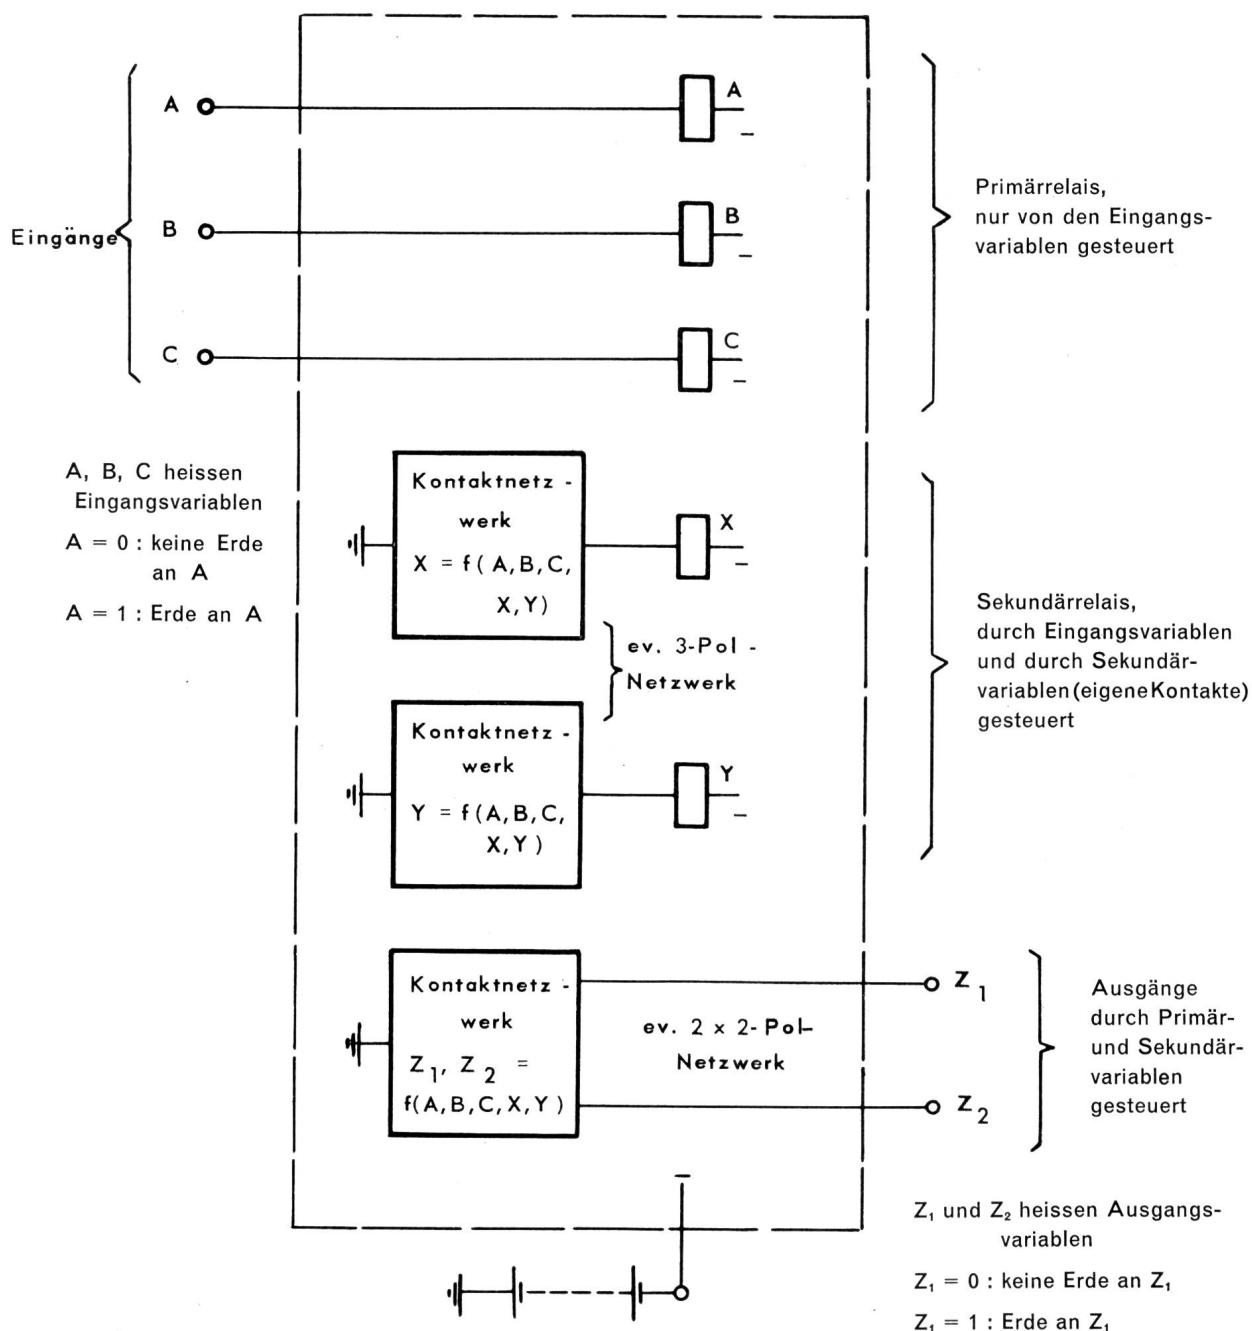 Eingänge
A
B
C
A
–
B
–
C
–
Primärrelais,
nur von den Eingangs-
variablen gesteuert
A, B, C heissen
Eingangsvariablen
A = 0 : keine Erde
an A
A = 1 : Erde an A
Kontaktnetz -
werk
X = f( A,B,C,
X,Y)
X
–
ev. 3-Pol -
Netzwerk
Kontaktnetz -
werk
Y = f(A,B,C,
X,Y )
Y
–
Sekundärrelais,
durch Eingangsvariablen
und durch Sekundär-
variablen (eigene Kontakte)
gesteuert
Kontaktnetz -
werk
Z1, Z2 =
f(A,B,C,X,Y )
ev. 2 x 2-Pol-
Netzwerk
Z1
Z2
Ausgänge
durch Primär-
und Sekundär-
variablen
gesteuert
–
Z1 und Z2 heissen Ausgangs-
variablen
Z1 = 0 : keine Erde an Z1
Z1 = 1 : Erde an Z1